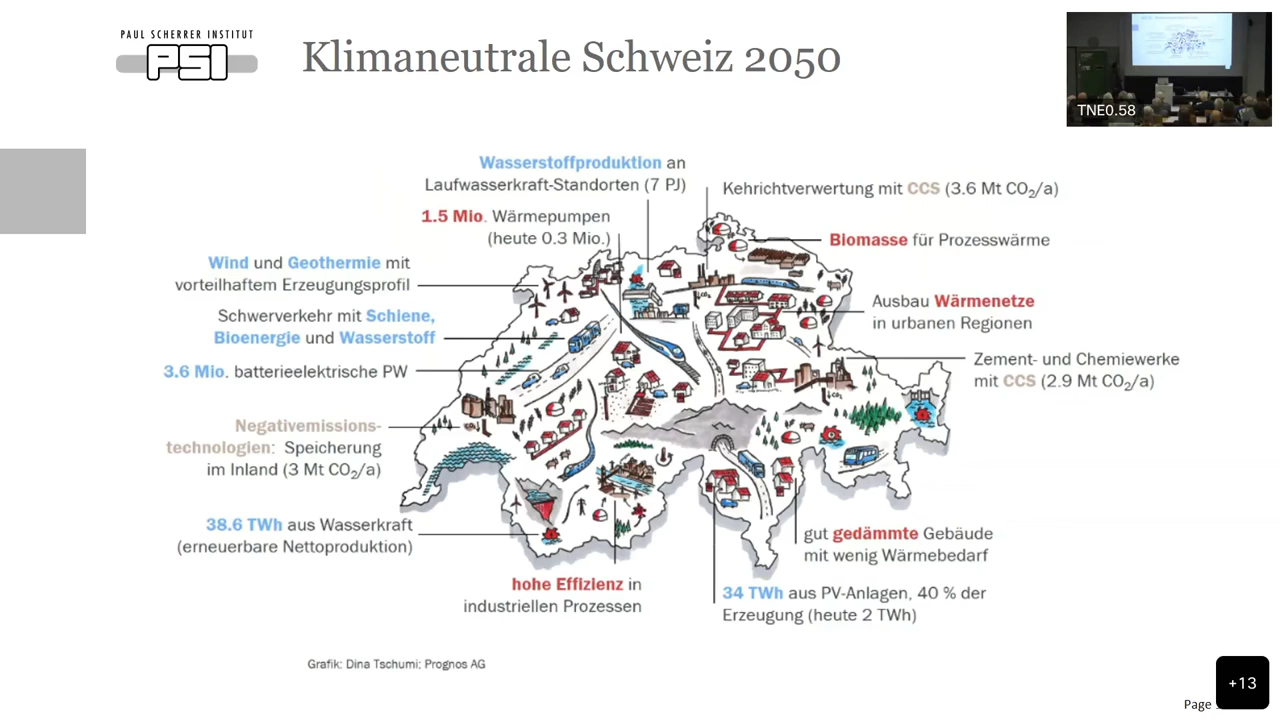 PAUL SCHERRER INSTITUT
PSI
Klimaneutrale Schweiz 2050
TNE0.58
Wasserstoffproduktion an
Laufwasserkraft-Standorten (7 PJ)
Kehrichtverwertung mit CCS (3.6 Mt CO₂/a)
1.5 Mio. Wärmepumpen
(heute 0.3 Mio.)
Biomasse für Prozesswärme
Wind und Geothermie mit
vorteilhaftem Erzeugungsprofil
Ausbau Wärmenetze
in urbanen Regionen
Schwerverkehr mit Schiene,
Bioenergie und Wasserstoff
Zement- und Chemiewerke
mit CCS (2.9 Mt CO₂/a)
3.6 Mio. batterieelektrische PW
Negativemissions-
technologien: Speicherung
im Inland (3 Mt CO₂/a)
38.6 TWh aus Wasserkraft
(erneuerbare Nettoproduktion)
gut gedämmte Gebäude
mit wenig Wärmebedarf
hohe Effizienz in
industriellen Prozessen
34 TWh aus PV-Anlagen, 40 % der
Erzeugung (heute 2 TWh)
Grafik: Dina Tschumi; Prognos AG
+13
Page